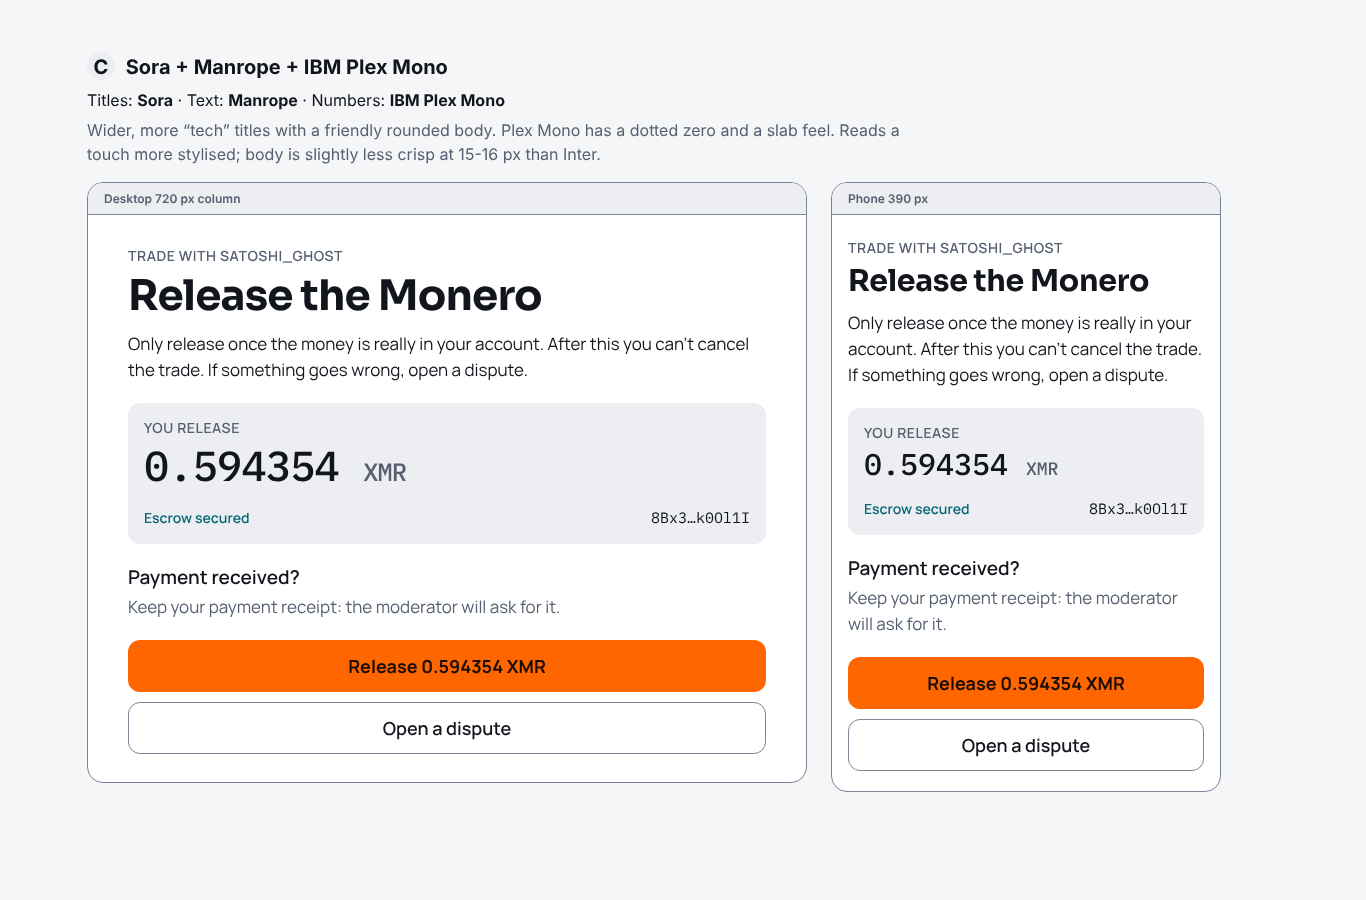 C Sora + Manrope + IBM Plex Mono
Titles: Sora · Text: Manrope · Numbers: IBM Plex Mono
Wider, more “tech” titles with a friendly rounded body. Plex Mono has a dotted zero and a slab feel. Reads a
touch more stylised; body is slightly less crisp at 15-16 px than Inter.
Desktop 720 px column
TRADE WITH SATOSHI_GHOST
Release the Monero
Only release once the money is really in your account. After this you can't cancel
the trade. If something goes wrong, open a dispute.
YOU RELEASE
0.594354 XMR
Escrow secured 8Bx3…k0Ol1I
Payment received?
Keep your payment receipt: the moderator will ask for it.
Release 0.594354 XMR
Open a dispute
Phone 390 px
TRADE WITH SATOSHI_GHOST
Release the Monero
Only release once the money is really in your
account. After this you can't cancel the trade.
If something goes wrong, open a dispute.
YOU RELEASE
0.594354 XMR
Escrow secured 8Bx3…k0Ol1I
Payment received?
Keep your payment receipt: the moderator
will ask for it.
Release 0.594354 XMR
Open a dispute